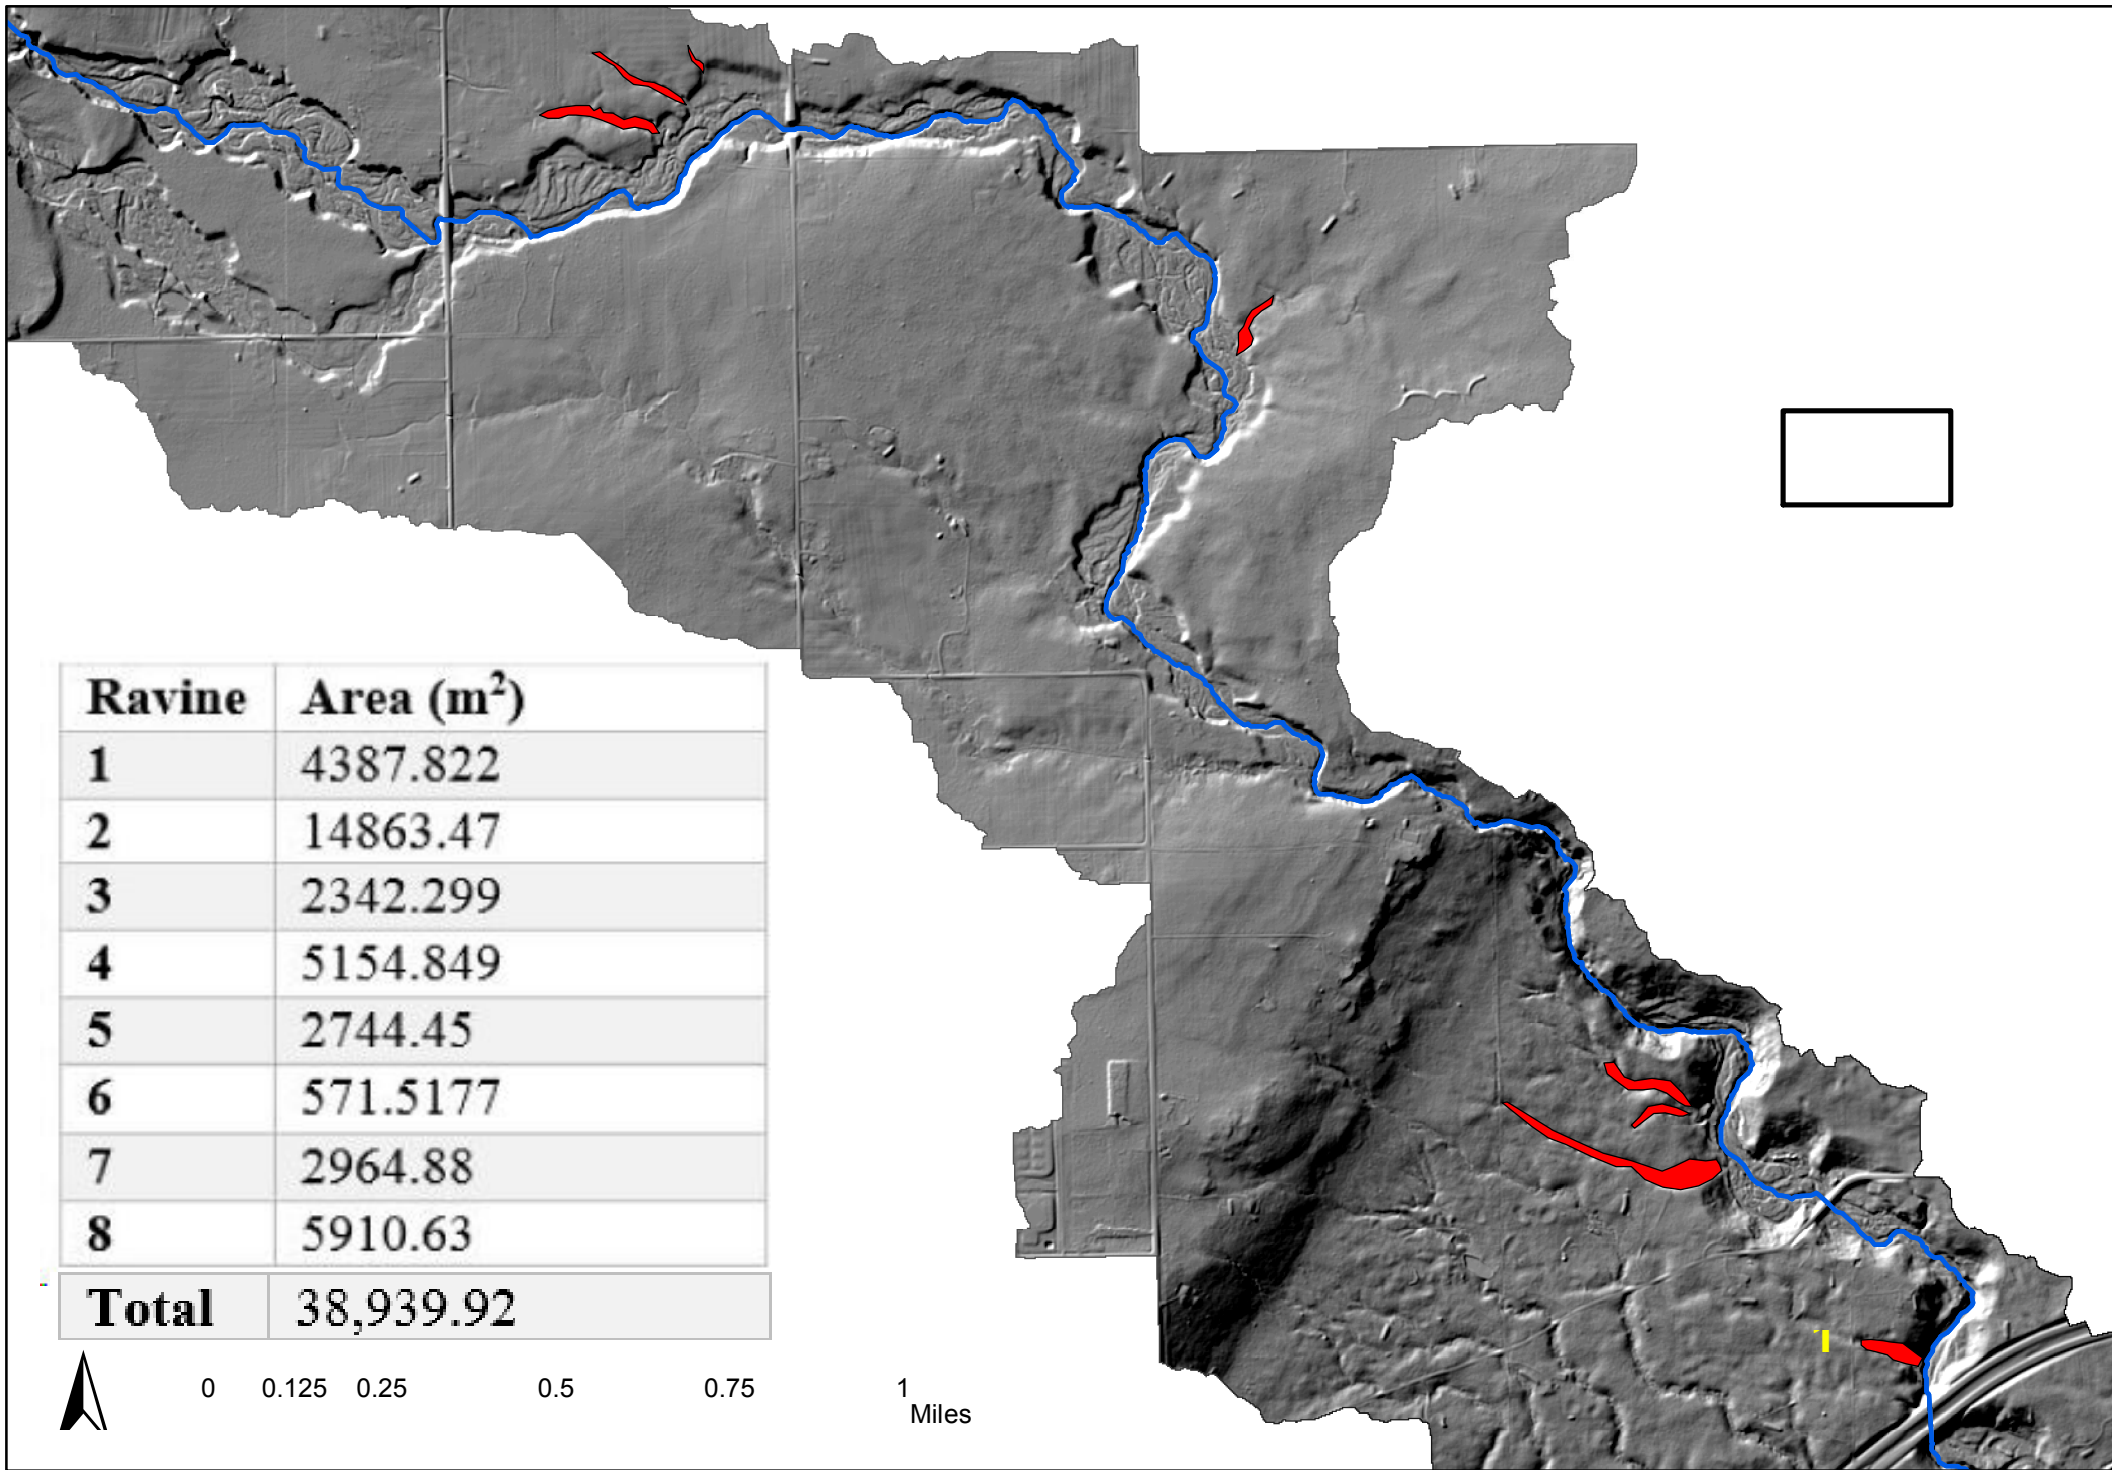 Ravine Area (m²)
1 4387.822
2 14863.47
3 2342.299
4 5154.849
5 2744.45
6 571.5177
7 2964.88
8 5910.63
Total 38,939.92
0 0.125 0.25 0.5 0.75 1
Miles
1